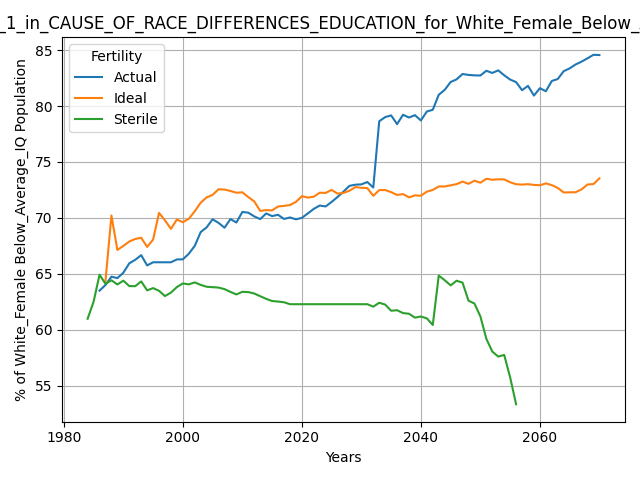 _1_in_CAUSE_OF_RACE_DIFFERENCES_EDUCATION_for_White_Female_Below_
Fertility
Actual
Ideal
Sterile
% of White_Female Below_Average_IQ Population
85
80
75
70
65
60
55
1980
2000
2020
2040
2060
Years